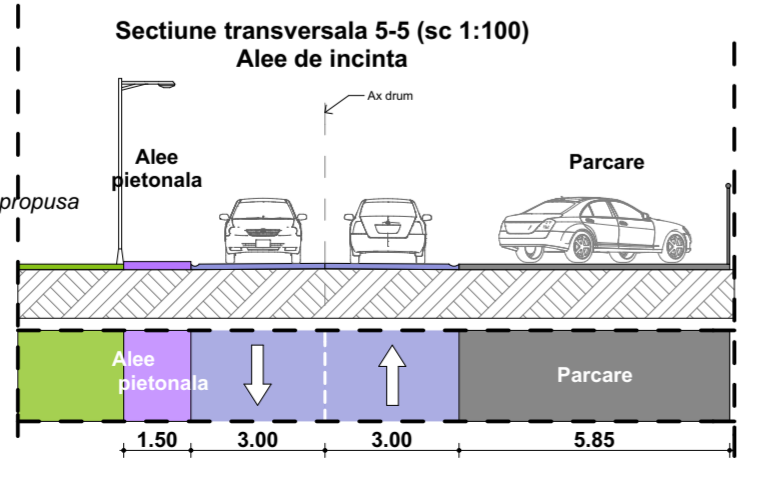 Sectiune transversala 5-5 (sc 1:100)
Alee de incinta
Ax drum
Alee
pietonala
Parcare
propusa
Alee
pietonala
Parcare
1.50
3.00
3.00
5.85